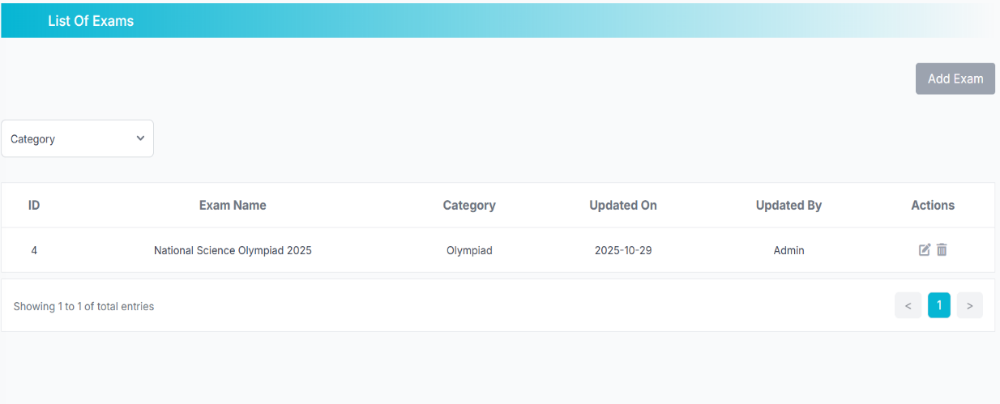 List Of Exams
Add Exam
Category
ID Exam Name Category Updated On Updated By Actions
4 National Science Olympiad 2025 Olympiad 2025-10-29 Admin
Showing 1 to 1 of total entries < 1 >